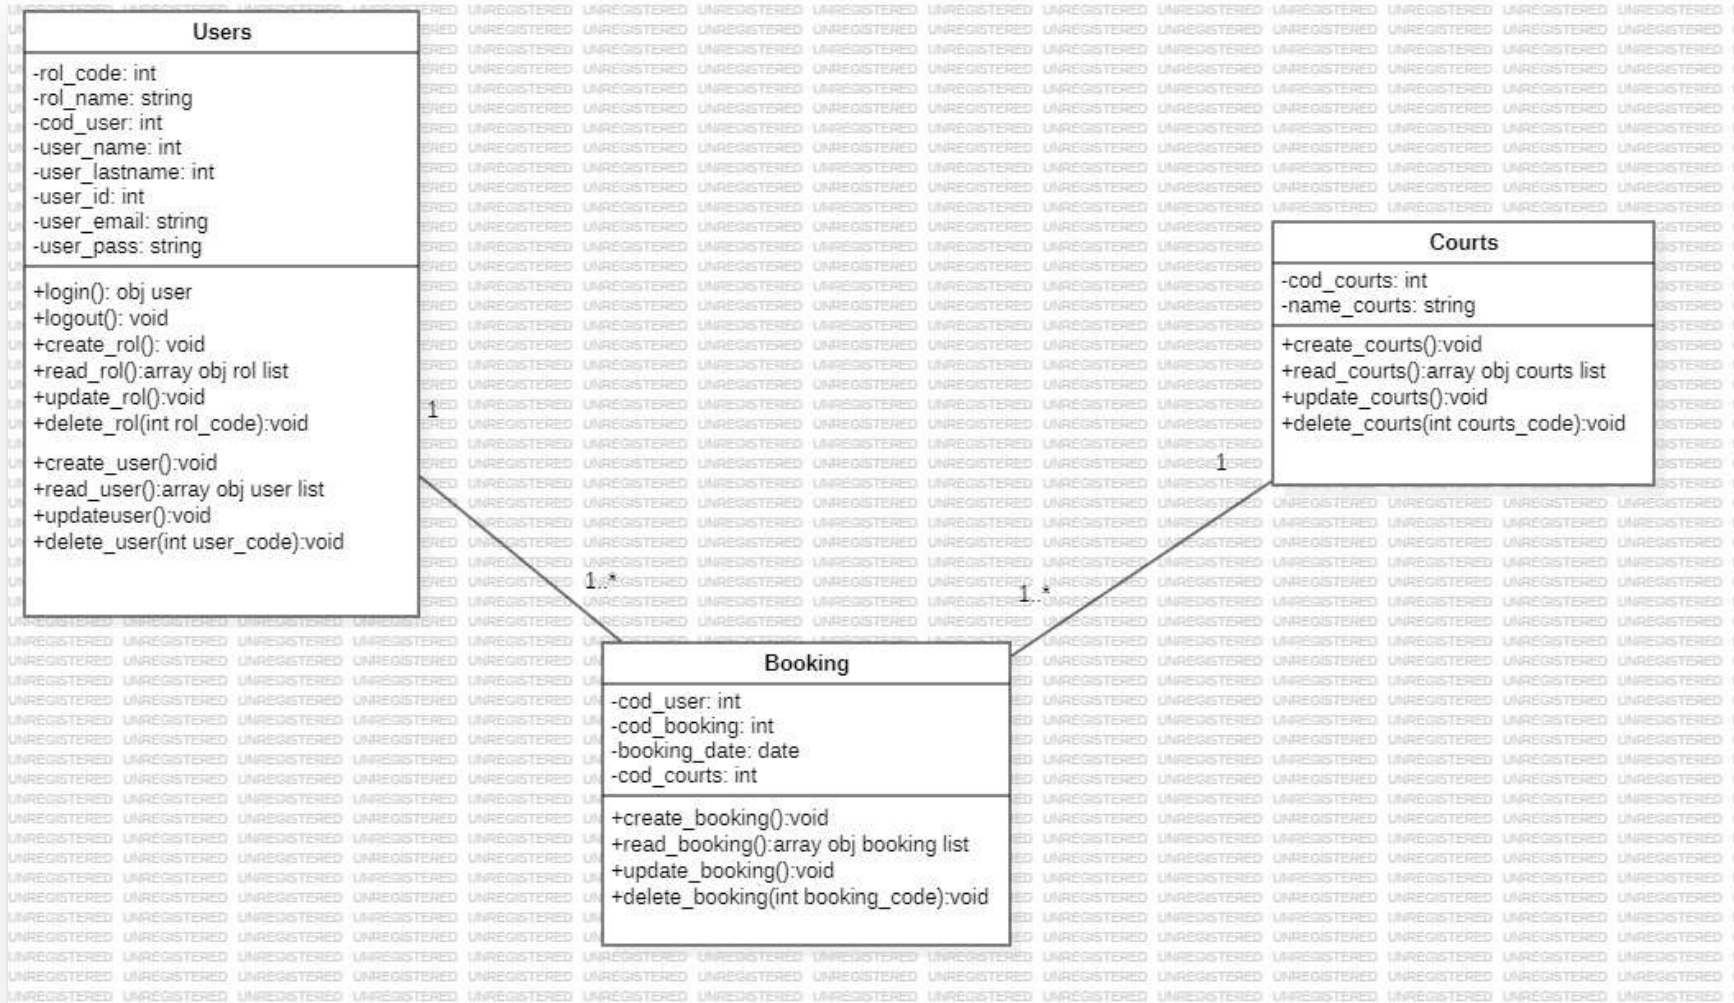 Users
-rol_code: int
-rol_name: string
-cod_user: int
-user_name: int
-user_lastname: int
-user_id: int
-user_email: string
-user_pass: string
+login(): obj user
+logout(): void
+create_rol(): void
+read_rol():array obj rol list
+update_rol():void
+delete_rol(int rol_code):void
+create_user():void
+read_user():array obj user list
+updateuser():void
+delete_user(int user_code):void
1
1..*
Courts
-cod_courts: int
-name_courts: string
+create_courts():void
+read_courts():array obj courts list
+update_courts():void
+delete_courts(int courts_code):void
1
1..*
Booking
-cod_user: int
-cod_booking: int
-booking_date: date
-cod_courts: int
+create_booking():void
+read_booking():array obj booking list
+update_booking():void
+delete_booking(int booking_code):void
UNREGISTERED